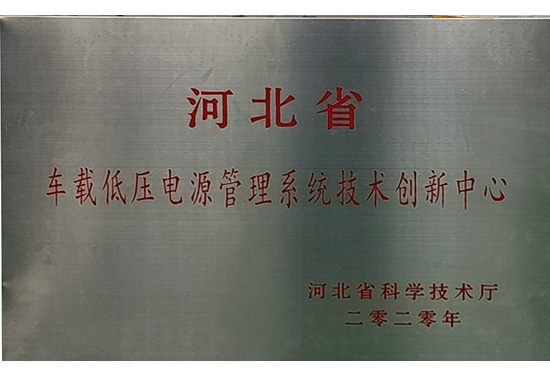 河北省
车载低压电源管理系统技术创新中心
河北省科学技术厅
二零二零年